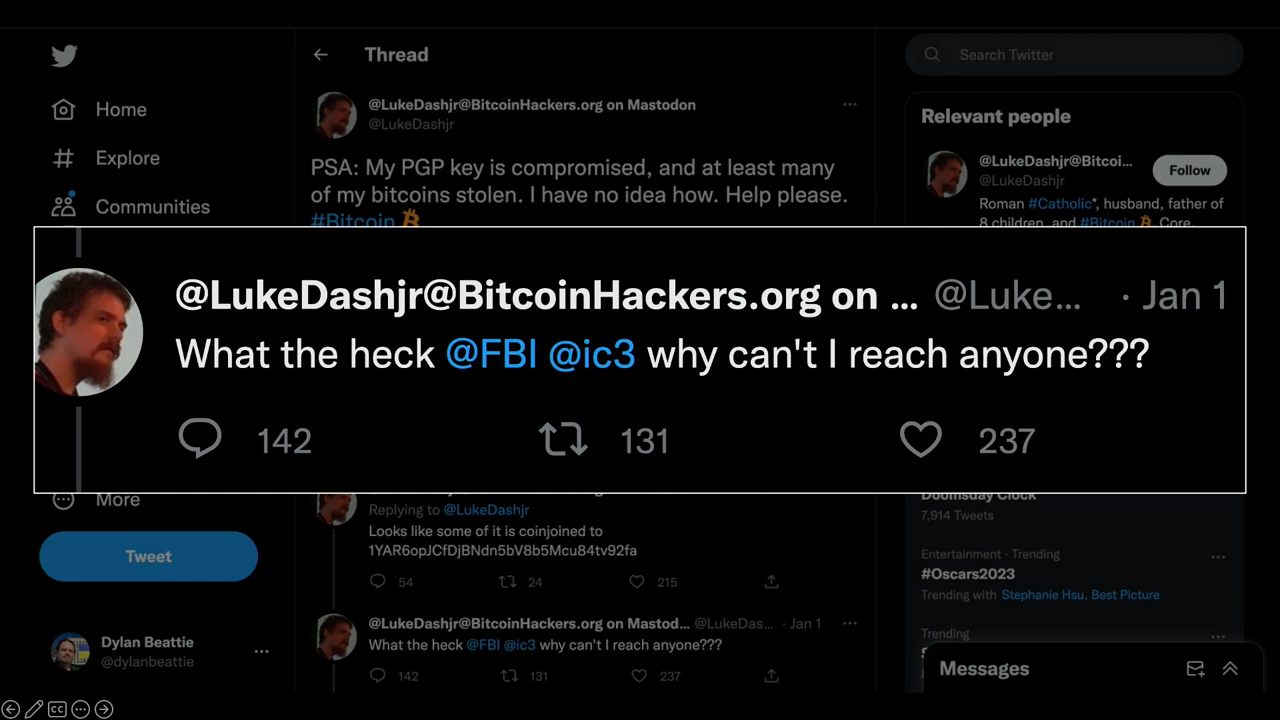 Home
Explore
Communities
More
Tweet
Dylan Beattie
@dylanbeattie
Thread
@LukeDashjr@BitcoinHackers.org on Mastodon
@LukeDashjr
PSA: My PGP key is compromised, and at least many
of my bitcoins stolen. I have no idea how. Help please.
#Bitcoin
@LukeDashjr@BitcoinHackers.org on ... @Luke... · Jan 1
What the heck @FBI @ic3 why can't I reach anyone???
142 131 237
Replying to @LukeDashjr
Looks like some of it is coinjoined to
1YAR6opJCfDjBNdn5bV8b5Mcu84tv92fa
54 24 215
@LukeDashjr@BitcoinHackers.org on Mastod... @LukeDas... · Jan 1
What the heck @FBI @ic3 why can't I reach anyone???
142 131 237
Search Twitter
Relevant people
@LukeDashjr@Bitcoi...
@LukeDashjr
Follow
Roman #Catholic*, husband, father of
8 children, and #Bitcoin Core
Doomsday Clock
7,914 Tweets
Entertainment · Trending
#Oscars2023
Trending with Stephanie Hsu, Best Picture
Trending
Messages
CC